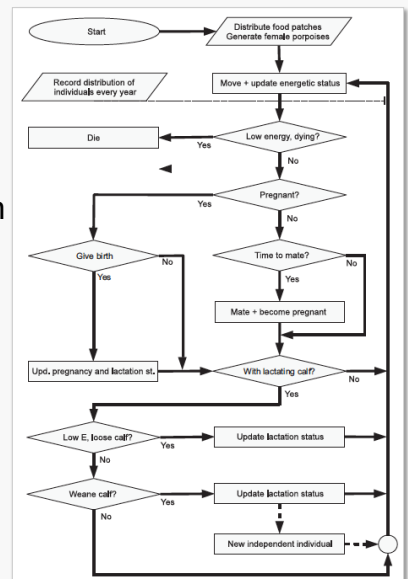 Start
Distribute food patches
Generate female porpoises
Record distribution of
individuals every year
Move + update energetic status
Die
Yes
Low energy, dying?
No
n
Pregnant?
Yes
No
Give birth
No
Yes
Time to mate?
No
Yes
Mate + become pregnant
Upd. pregnancy and lactation st.
With lactating calf?
No
Yes
Low E, loose calf?
Yes
No
Update lactation status
Weane calf?
Yes
No
Update lactation status
New independent individual